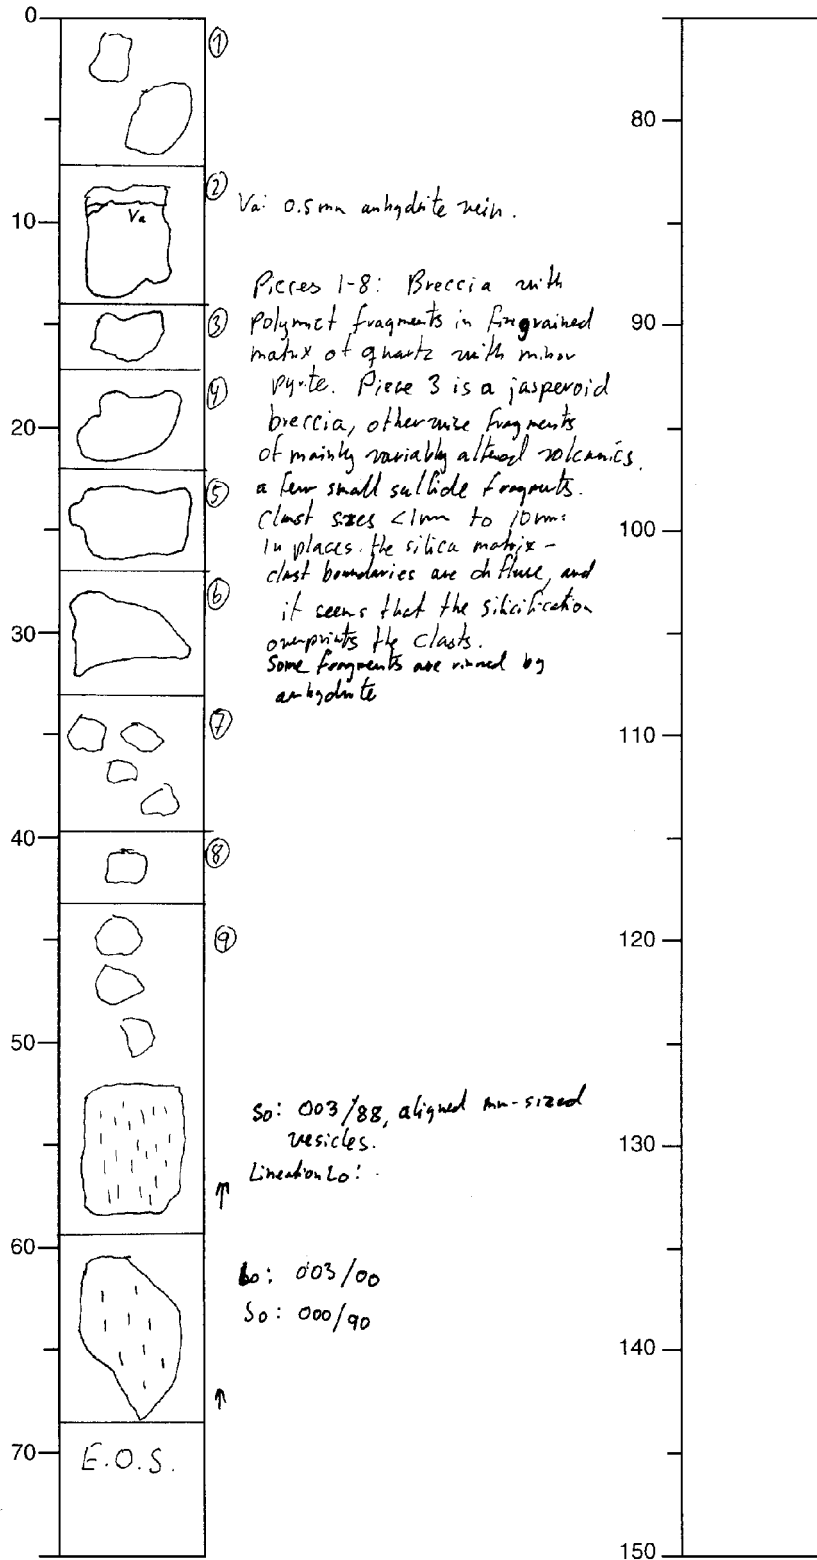 0
①
②
Va: 0.5mm anhydrite vein.
Va
10
Pieces 1-8: Breccia with
③
polymict fragments in finegrained
matrix of quartz with minor
④
pyrite. Piece 3 is a jasperoid
20
breccia, otherwise fragments
of mainly variably altered volcanics,
⑤
a few small sulfide fragments.
Clast sizes <1mm to 10mm.
In places the silica matrix-
clast boundaries are diffuse, and
⑥
it seems that the silicification
30
overprints the clasts.
Some fragments are rimmed by
anhydrite
⑦
40
⑧
⑨
50
So: 003/88, aligned mm-sized
vesicles.
Lineation Lo:
↑
60
Lo: 003/00
So: 000/90
↑
70
E.O.S.
80
90
100
110
120
130
140
150